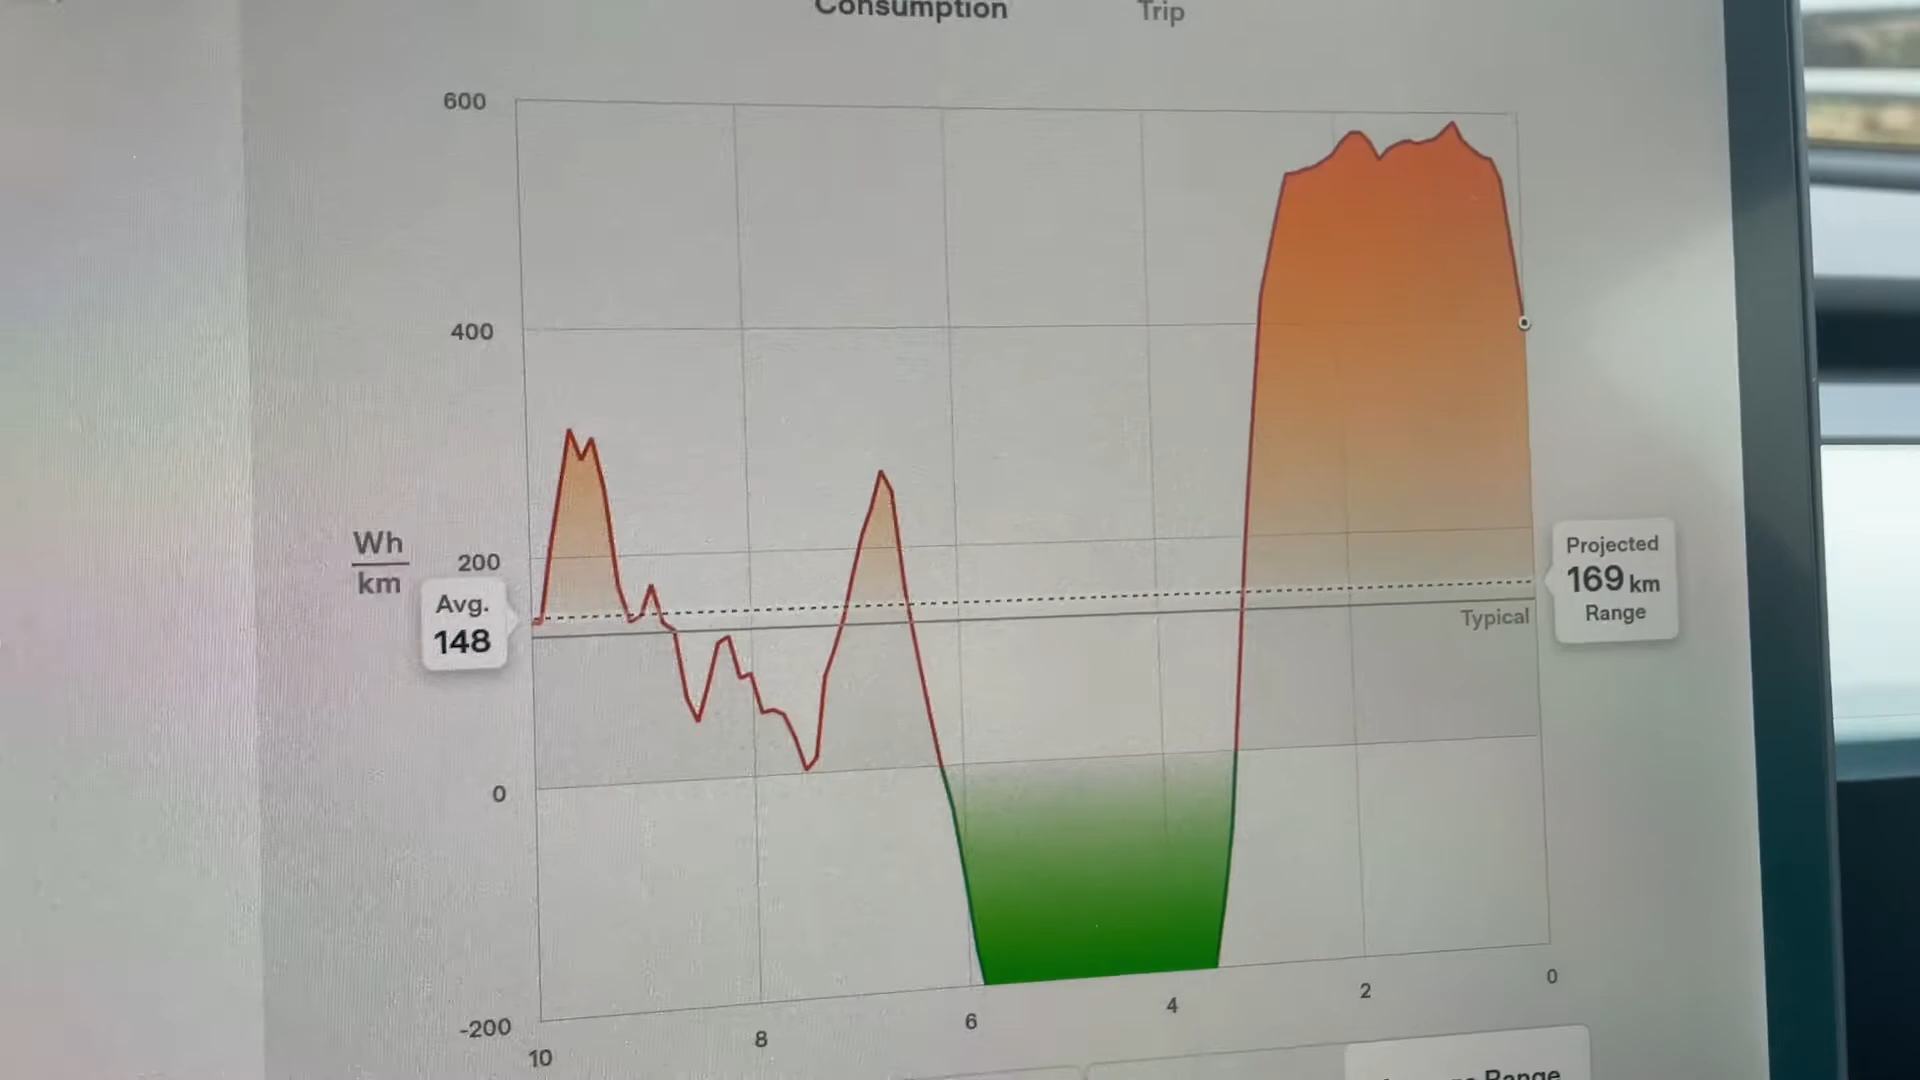 Consumption
Trip
600
400
Wh
km
200
Avg.
148
Projected
169 km
Range
Typical
0
-200
10
8
6
4
2
0
Range